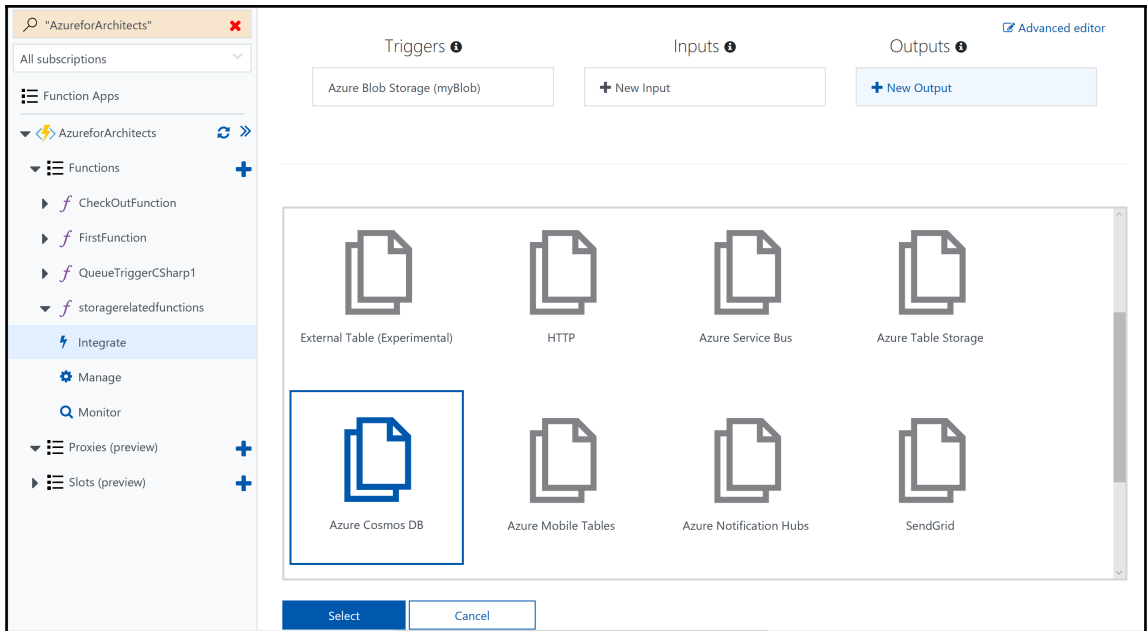 "AzureforArchitects"
All subscriptions
Function Apps
AzureforArchitects
Functions
CheckOutFunction
FirstFunction
QueueTriggerCSharp1
storagerelatedfunctions
Integrate
Manage
Monitor
Proxies (preview)
Slots (preview)
Advanced editor
Triggers
Inputs
Outputs
Azure Blob Storage (myBlob)
New Input
New Output
External Table (Experimental)
HTTP
Azure Service Bus
Azure Table Storage
Azure Cosmos DB
Azure Mobile Tables
Azure Notification Hubs
SendGrid
Select
Cancel